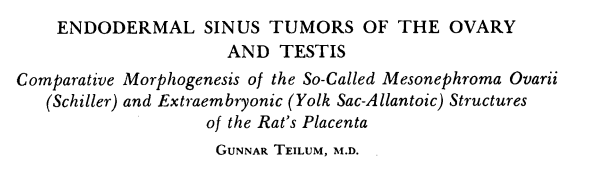 ENDODERMAL SINUS TUMORS OF THE OVARY
AND TESTIS
Comparative Morphogenesis of the So-Called Mesonephroma Ovarii
(Schiller) and Extraembryonic (Yolk Sac-Allantoic) Structures
of the Rat's Placenta
GUNNAR TEILUM, M.D.